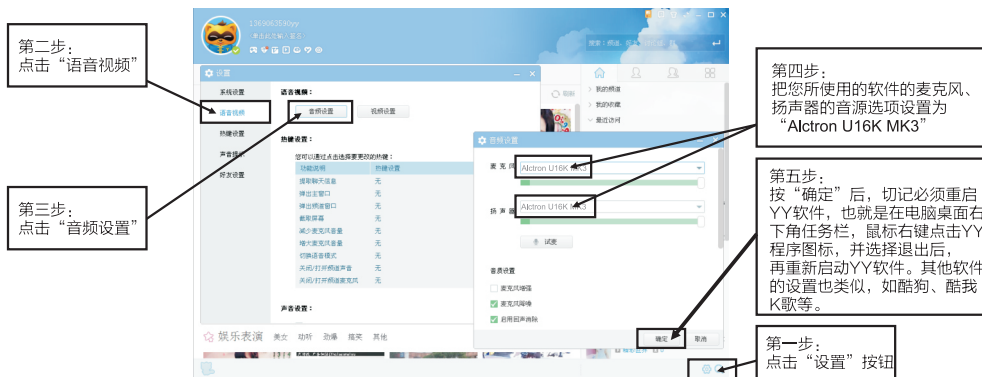 第二步：
点击“语音视频”
第三步：
点击“音频设置”
1389063590yy
设置
系统设置
语音视频
热键设置
好友设置
语音视频：
音频设置
视频设置
热键设置：
您可以通过点击选择要更改的热键：
功能说明 热键设置
提取聊天信息 无
弹出主窗口 无
弹出频道窗口 无
截取屏幕 无
减少麦克风音量 无
增大麦克风音量 无
切换语音模式 无
关闭/打开频道声音 无
关闭/打开频道麦克风 无
声音设置：
娱乐表演 美女 动听 劲爆 搞笑 其他
刷新
我的频道
我的收藏
最近访问
音频设置
麦克风 Alctron U16K MK3
扬声器 Alctron U16K MK3
试麦
音质设置
麦克风增强
麦克风降噪
启用回声消除
确定
取消
第四步：
把您所使用的软件的麦克风、
扬声器的音源选项设置为
“Alctron U16K MK3”
第五步：
按“确定”后，切记必须重启
YY软件，也就是在电脑桌面右
下角任务栏，鼠标右键点击YY
程序图标，并选择退出后，
再重新启动YY软件。其他软件
的设置也类似，如酷狗、酷我
K歌等。
第一步：
点击“设置”按钮